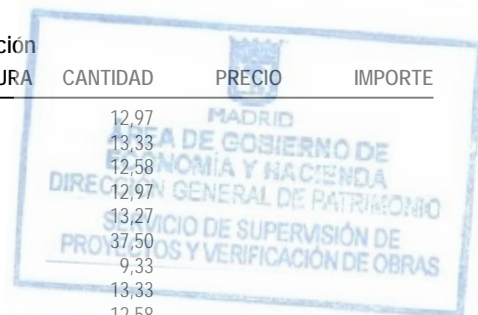 ción
URA CANTIDAD PRECIO IMPORTE
12,97
MADRID
13,33
ÁREA DE GOBIERNO DE
12,58
ECONOMÍA Y HACIENDA
12,97
DIRECCIÓN GENERAL DE PATRIMONIO
13,27
SERVICIO DE SUPERVISIÓN DE
37,50
PROYECTOS Y VERIFICACIÓN DE OBRAS
9,33
13,33
12,58